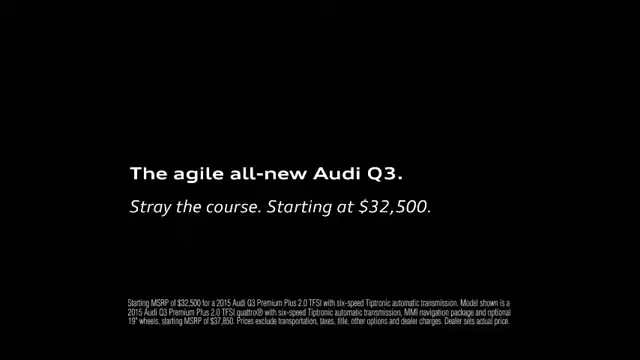 The agile all-new Audi Q3.
Stray the course. Starting at $32,500.
Starting MSRP of $32,500 for a 2015 Audi Q3 Premium Plus 2.0 TFSI with six-speed Tiptronic automatic transmission. Model shown is a
2015 Audi Q3 Premium Plus 2.0 TFSI quattro® with six-speed Tiptronic automatic transmission, MMI navigation package and optional
19" wheels, starting MSRP of $37,850. Prices exclude transportation, taxes, title, other options and dealer charges. Dealer sets actual price.